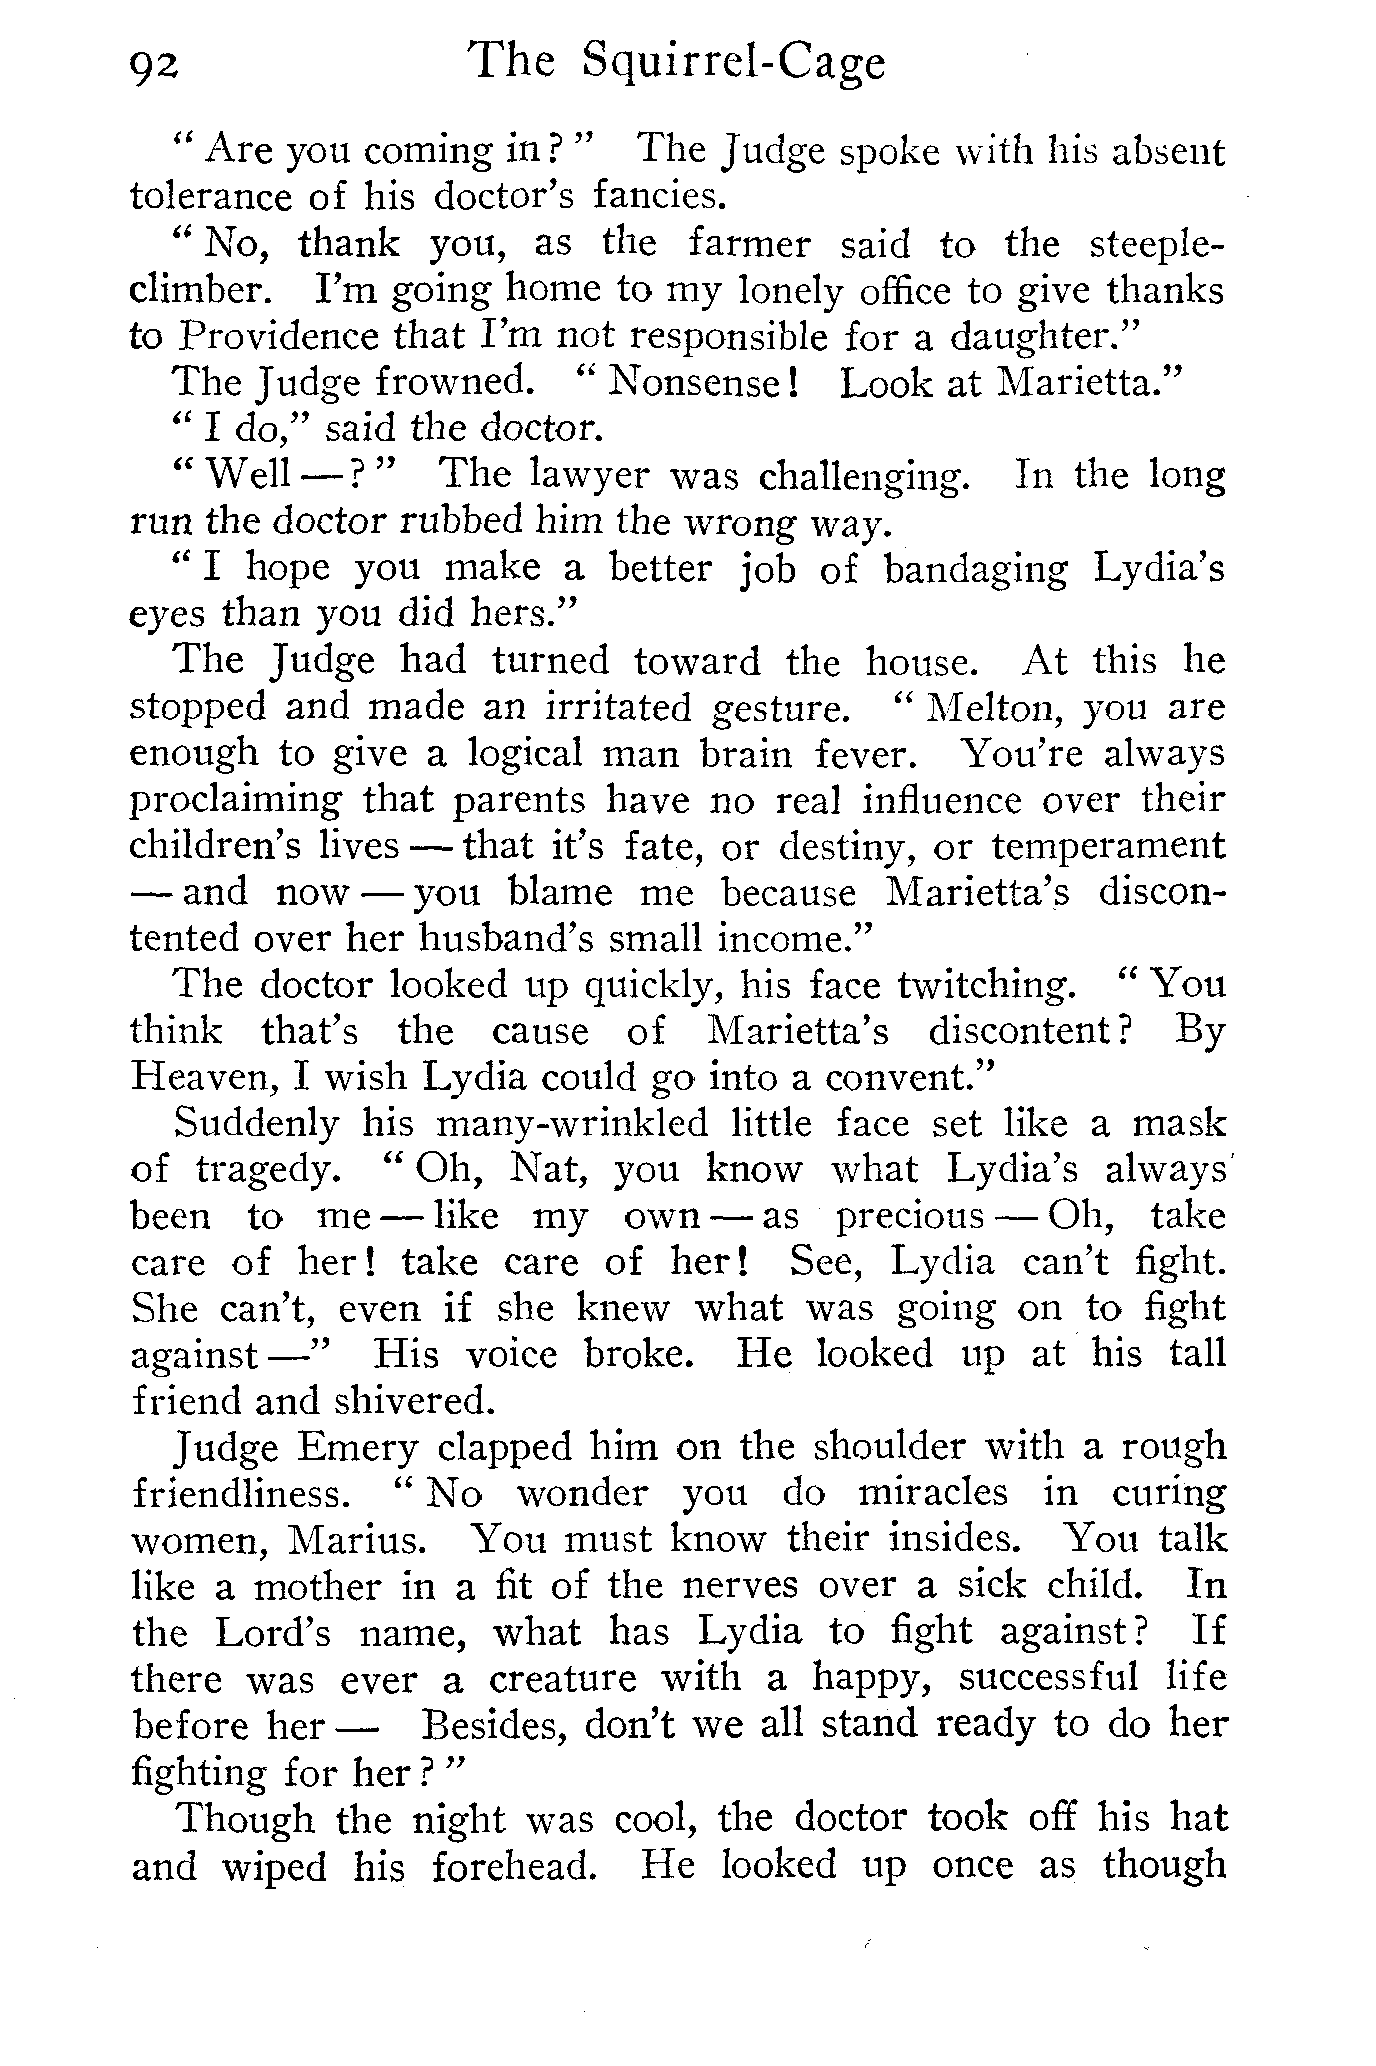 92 The Squirrel-Cage
" Are you coming in? " The Judge spoke with his absent
tolerance of his doctor's fancies.
" No, thank you, as the farmer said to the steeple-
climber. I'm going home to my lonely office to give thanks
to Providence that I'm not responsible for a daughter."
The Judge frowned. " Nonsense! Look at Marietta."
" I do," said the doctor.
" Well — ? " The lawyer was challenging. In the long
run the doctor rubbed him the wrong way.
" I hope you make a better job of bandaging Lydia's
eyes than you did hers."
The Judge had turned toward the house. At this he
stopped and made an irritated gesture. " Melton, you are
enough to give a logical man brain fever. You're always
proclaiming that parents have no real influence over their
children's lives — that it's fate, or destiny, or temperament
— and now — you blame me because Marietta's discon-
tented over her husband's small income."
The doctor looked up quickly, his face twitching. " You
think that's the cause of Marietta's discontent? By
Heaven, I wish Lydia could go into a convent."
Suddenly his many-wrinkled little face set like a mask
of tragedy. " Oh, Nat, you know what Lydia's always
been to me — like my own — as precious — Oh, take
care of her! take care of her! See, Lydia can't fight.
She can't, even if she knew what was going on to fight
against —" His voice broke. He looked up at his tall
friend and shivered.
Judge Emery clapped him on the shoulder with a rough
friendliness. " No wonder you do miracles in curing
women, Marius. You must know their insides. You talk
like a mother in a fit of the nerves over a sick child. In
the Lord's name, what has Lydia to fight against? If
there was ever a creature with a happy, successful life
before her — Besides, don't we all stand ready to do her
fighting for her? "
Though the night was cool, the doctor took off his hat
and wiped his forehead. He looked up once as though